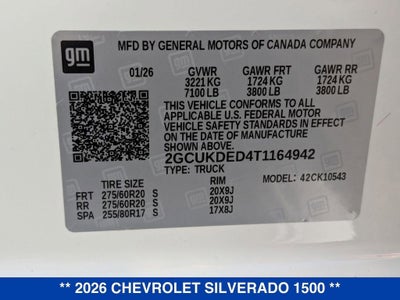 gm
MFD BY GENERAL MOTORS OF CANADA COMPANY
01/26 GVWR GAWR FRT GAWR RR
3221 KG 1724 KG 1724 KG
7100 LB 3800 LB 3800 LB
THIS VEHICLE CONFORMS TO ALL
APPLICABLE U.S. FEDERAL MOTOR
VEHICLE SAFETY STANDARDS IN EFFECT ON
THE DATE OF MANUFACTURE SHOWN ABOVE.
2GCUKDED4T1164942
TYPE: TRUCK MODEL: 42CK10543
TIRE SIZE RIM
FRT 275/60R20 S 20X9J
RR 275/60R20 S 20X9J
SPA 255/80R17 S 17X8J
** 2026 CHEVROLET SILVERADO 1500 **